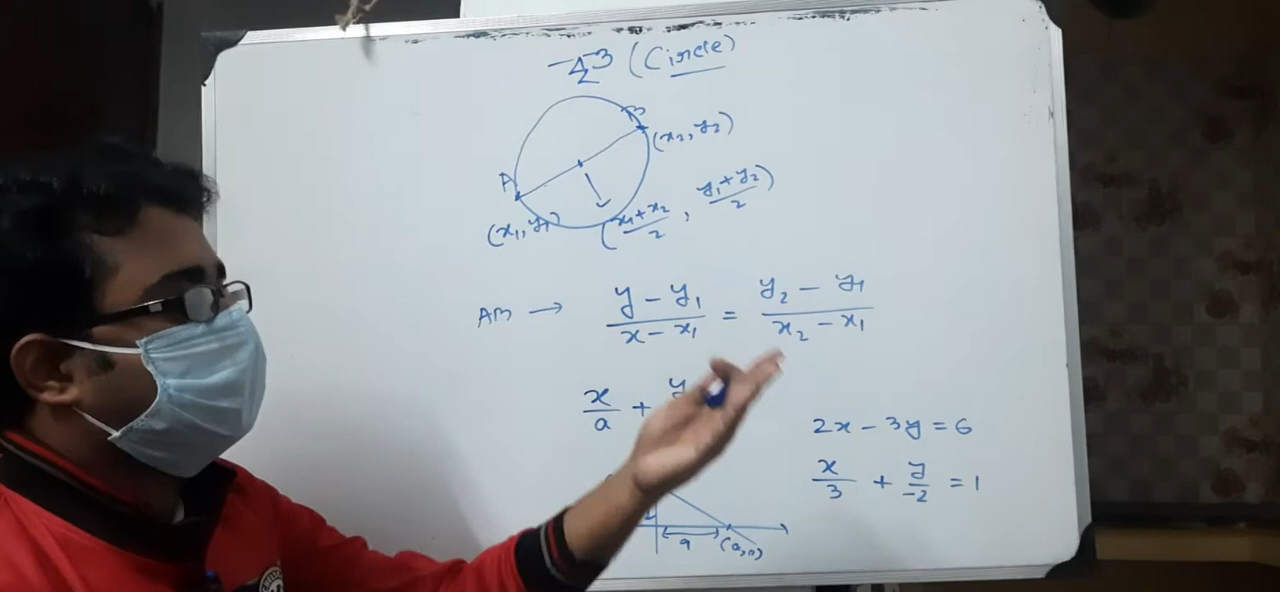 (Circle)
B
(x₂, y₂)
A
(x₁, y₁)
(x₁+x₂/2, y₁+y₂/2)
AB → y - y₁/x - x₁ = y₂ - y₁/x₂ - x₁
x/a + y
2x - 3y = 6
x/3 + y/-2 = 1
a
(a,0)